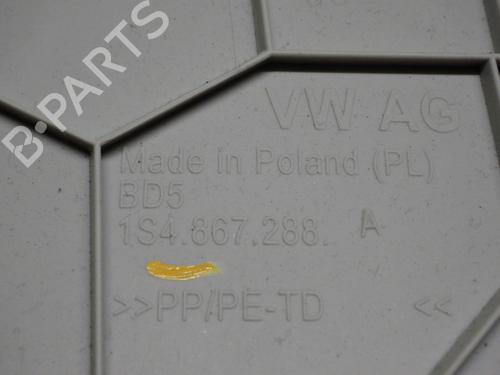 B·PARTS
VW AG
Made in Poland (PL)
BD5
1S4.867.288. A
>>PP/PE-TD <<